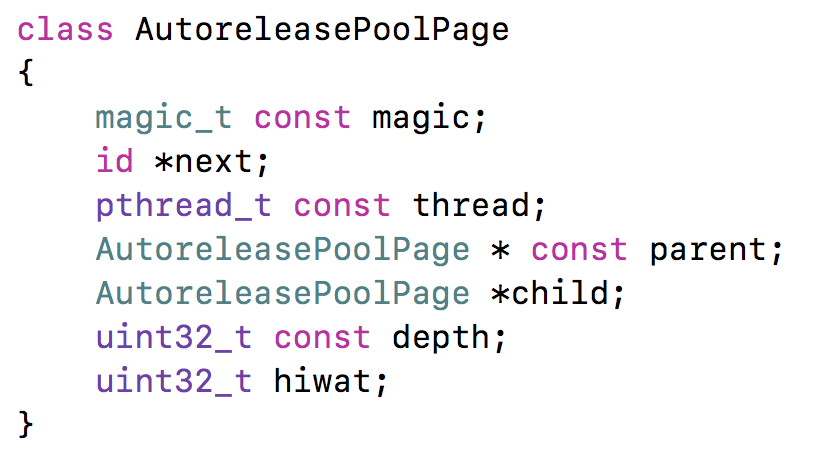 class AutoreleasePoolPage
{
    magic_t const magic;
    id *next;
    pthread_t const thread;
    AutoreleasePoolPage * const parent;
    AutoreleasePoolPage *child;
    uint32_t const depth;
    uint32_t hiwat;
}